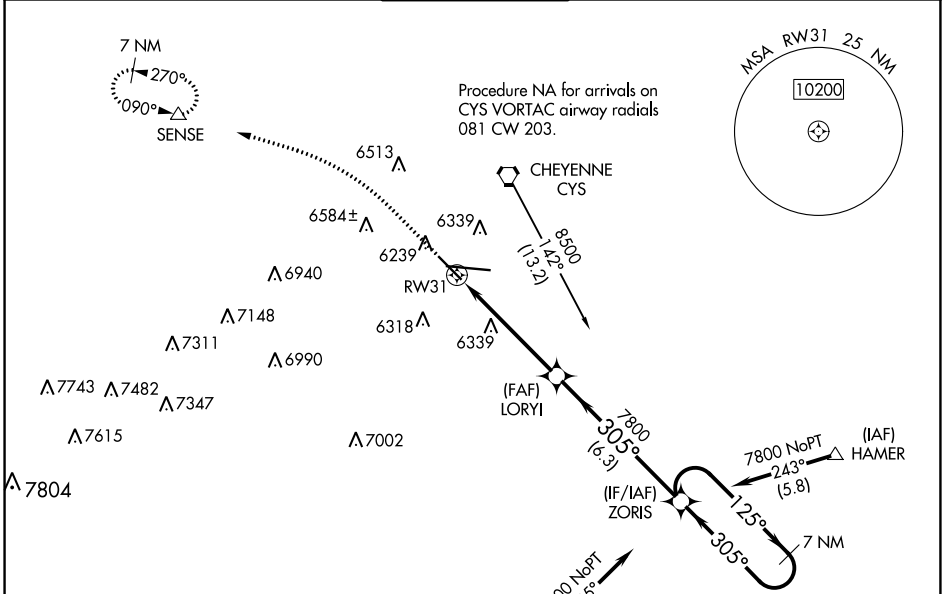 7 NM
270°
090°
SENSE
Procedure NA for arrivals on
CYS VORTAC airway radials
081 CW 203.
MSA RW31 25 NM
10200
6513
CHEYENNE
CYS
6584±
6339
6239
8500
142°
(13.2)
6940
RW31
7148
6318
6339
7311
6990
7743
7482
7347
(FAF)
LORYI
7615
7002
7800
305°
(6.3)
7800 NoPT
243°
(5.8)
(IAF)
HAMER
7804
(IF/IAF)
ZORIS
125°
305°
7 NM
NoPT